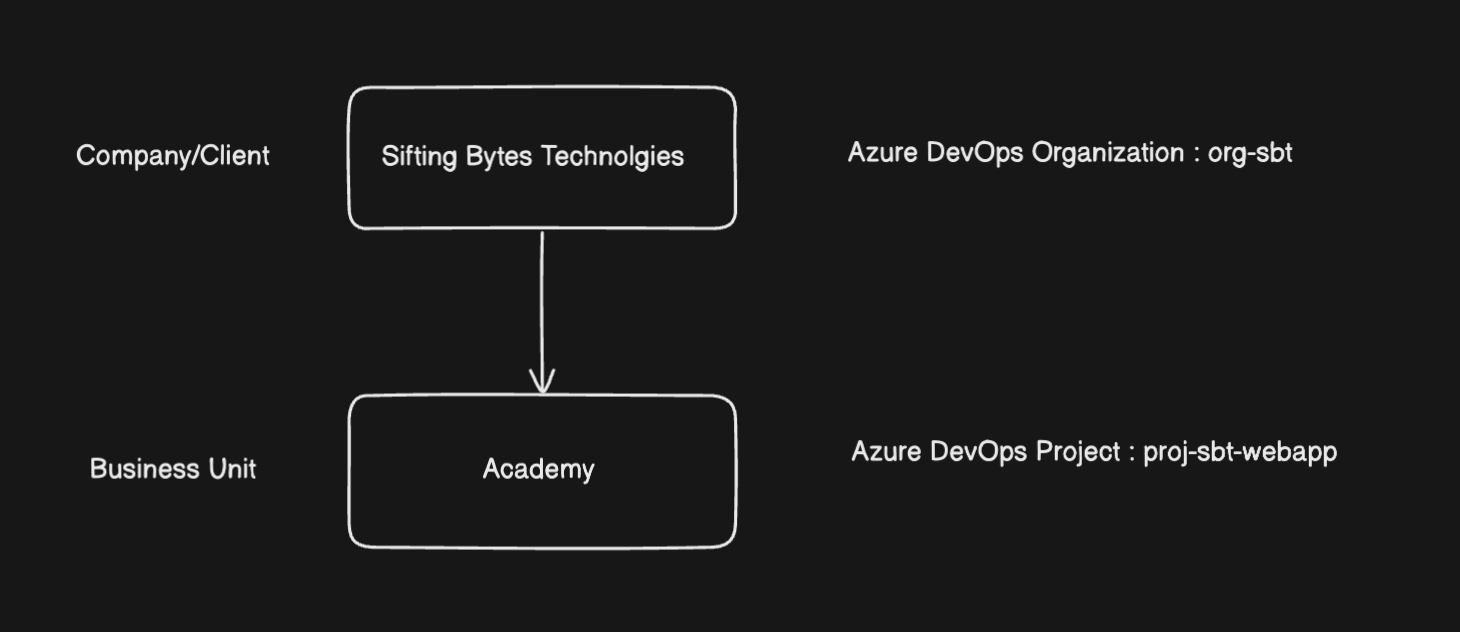 Company/Client
Sifting Bytes Technolgies
Azure DevOps Organization : org-sbt
Business Unit
Academy
Azure DevOps Project : proj-sbt-webapp